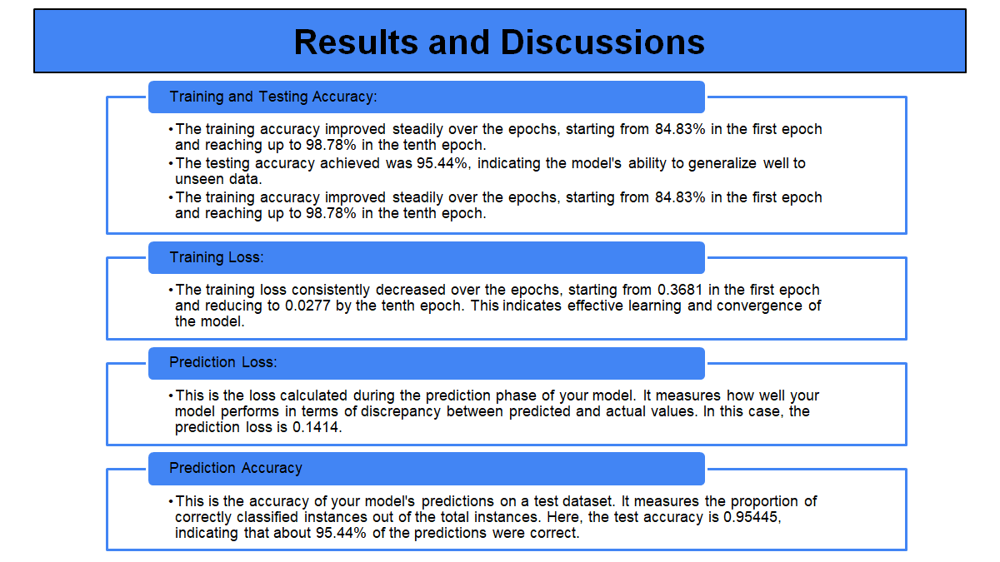 Results and Discussions
Training and Testing Accuracy:
•The training accuracy improved steadily over the epochs, starting from 84.83% in the first epoch
and reaching up to 98.78% in the tenth epoch.
•The testing accuracy achieved was 95.44%, indicating the model's ability to generalize well to
unseen data.
•The training accuracy improved steadily over the epochs, starting from 84.83% in the first epoch
and reaching up to 98.78% in the tenth epoch.
Training Loss:
•The training loss consistently decreased over the epochs, starting from 0.3681 in the first epoch
and reducing to 0.0277 by the tenth epoch. This indicates effective learning and convergence of
the model.
Prediction Loss:
•This is the loss calculated during the prediction phase of your model. It measures how well your
model performs in terms of discrepancy between predicted and actual values. In this case, the
prediction loss is 0.1414.
Prediction Accuracy
•This is the accuracy of your model's predictions on a test dataset. It measures the proportion of
correctly classified instances out of the total instances. Here, the test accuracy is 0.95445,
indicating that about 95.44% of the predictions were correct.